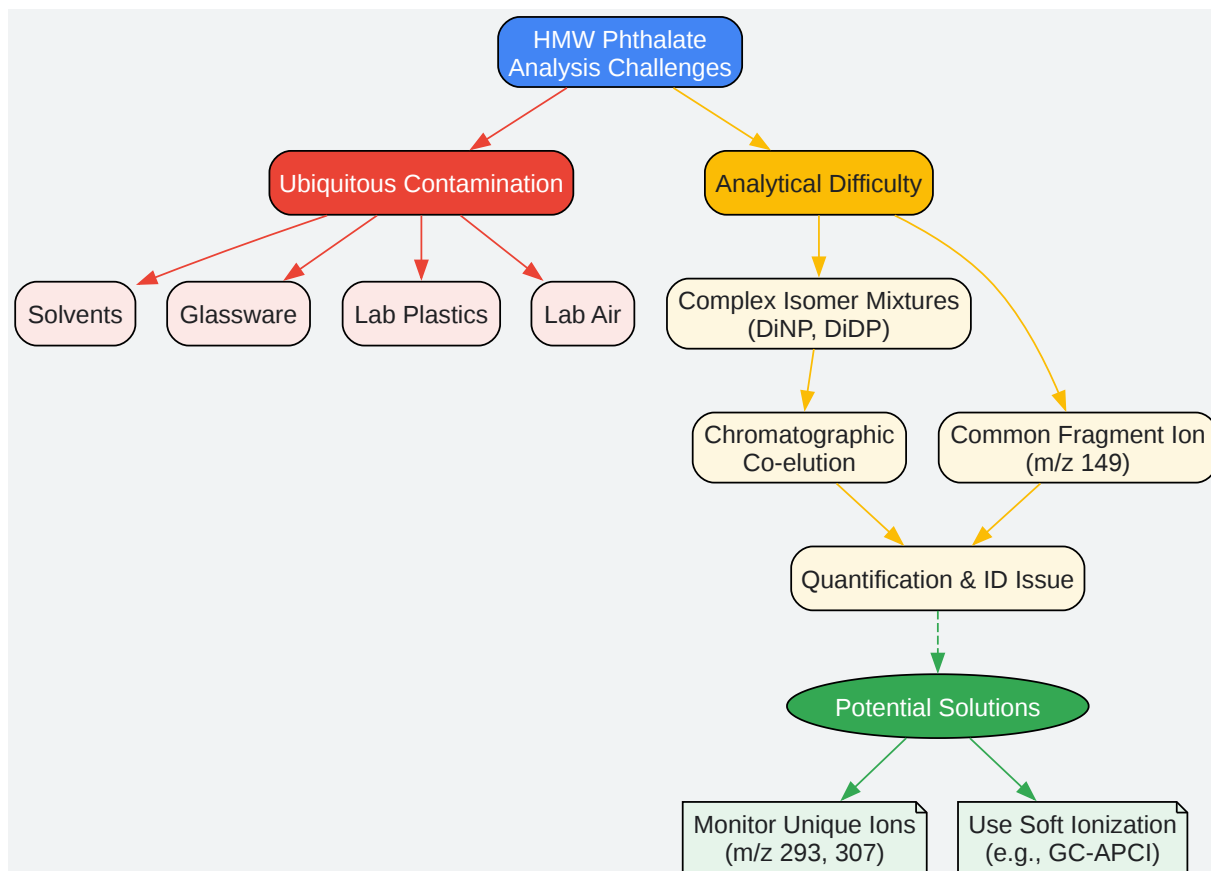 HMW Phthalate
Analysis Challenges
Ubiquitous Contamination
Analytical Difficulty
Solvents
Glassware
Lab Plastics
Lab Air
Complex Isomer Mixtures
(DiNP, DiDP)
Chromatographic
Co-elution
Common Fragment Ion
(m/z 149)
Quantification & ID Issue
Potential Solutions
Monitor Unique Ions
(m/z 293, 307)
Use Soft Ionization
(e.g., GC-APCI)